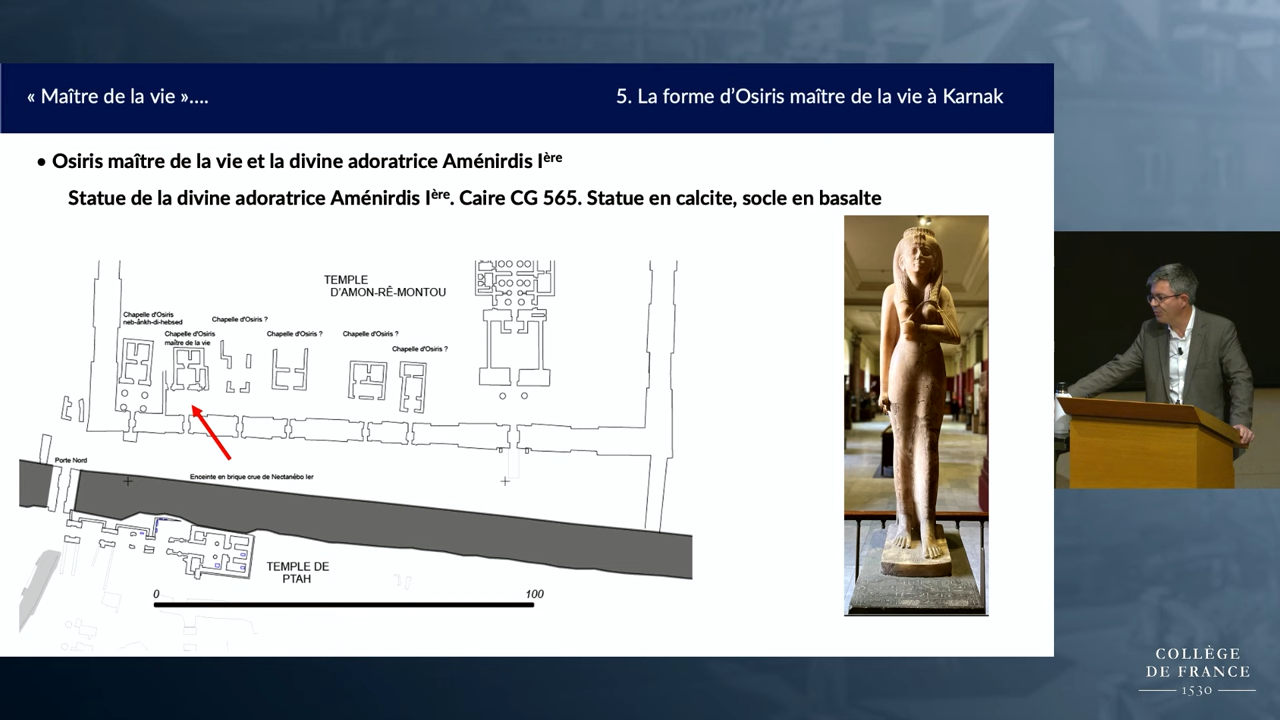 « Maître de la vie »....
5. La forme d’Osiris maître de la vie à Karnak
• Osiris maître de la vie et la divine adoratrice Aménirdis Ière
Statue de la divine adoratrice Aménirdis Ière. Caire CG 565. Statue en calcite, socle en basalte
TEMPLE
D'AMON-RÊ-MONTOU
Chapelle d'Osiris
neb-ânkh-di-hebsed
Chapelle d'Osiris ?
Chapelle d'Osiris
maître de la vie
Chapelle d'Osiris ?
Chapelle d'Osiris ?
Chapelle d'Osiris ?
Porte Nord
Enceinte en brique crue de Nectanébo Ier
TEMPLE DE
PTAH
0
100
COLLÈGE
DE FRANCE
1530